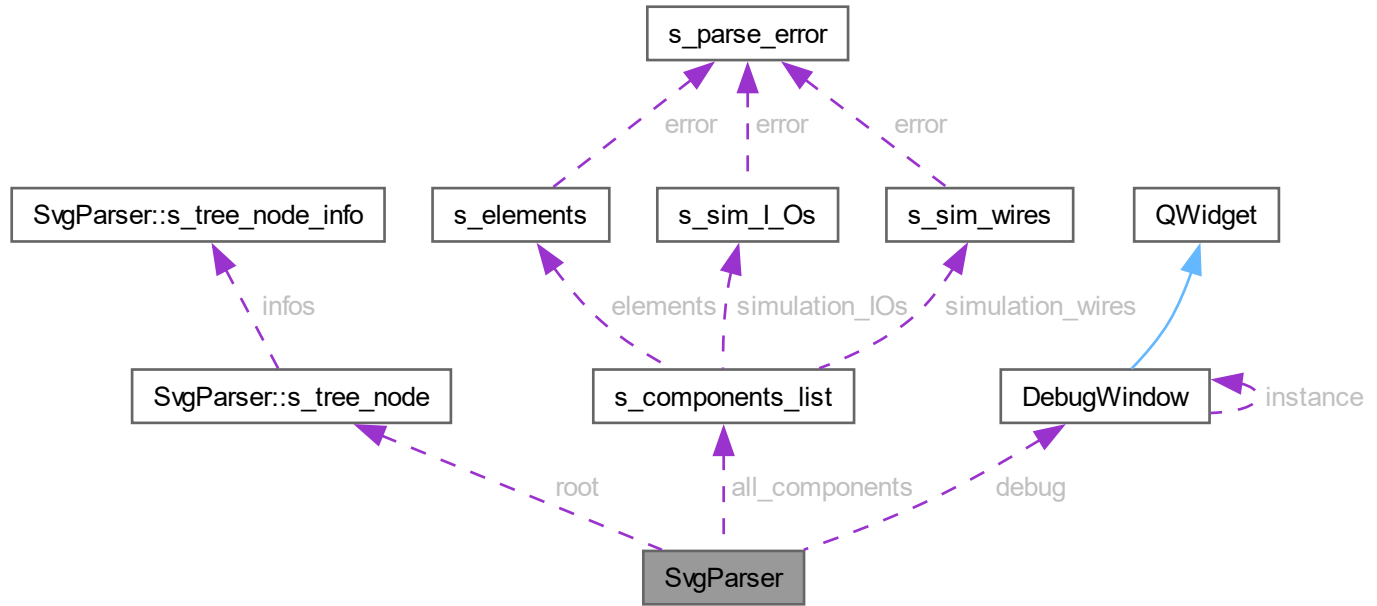 s_parse_error
error
error
error
SvgParser::s_tree_node_info
s_elements
s_sim_I_Os
s_sim_wires
QWidget
infos
elements
simulation_IOs
simulation_wires
SvgParser::s_tree_node
s_components_list
DebugWindow
instance
root
all_components
debug
SvgParser